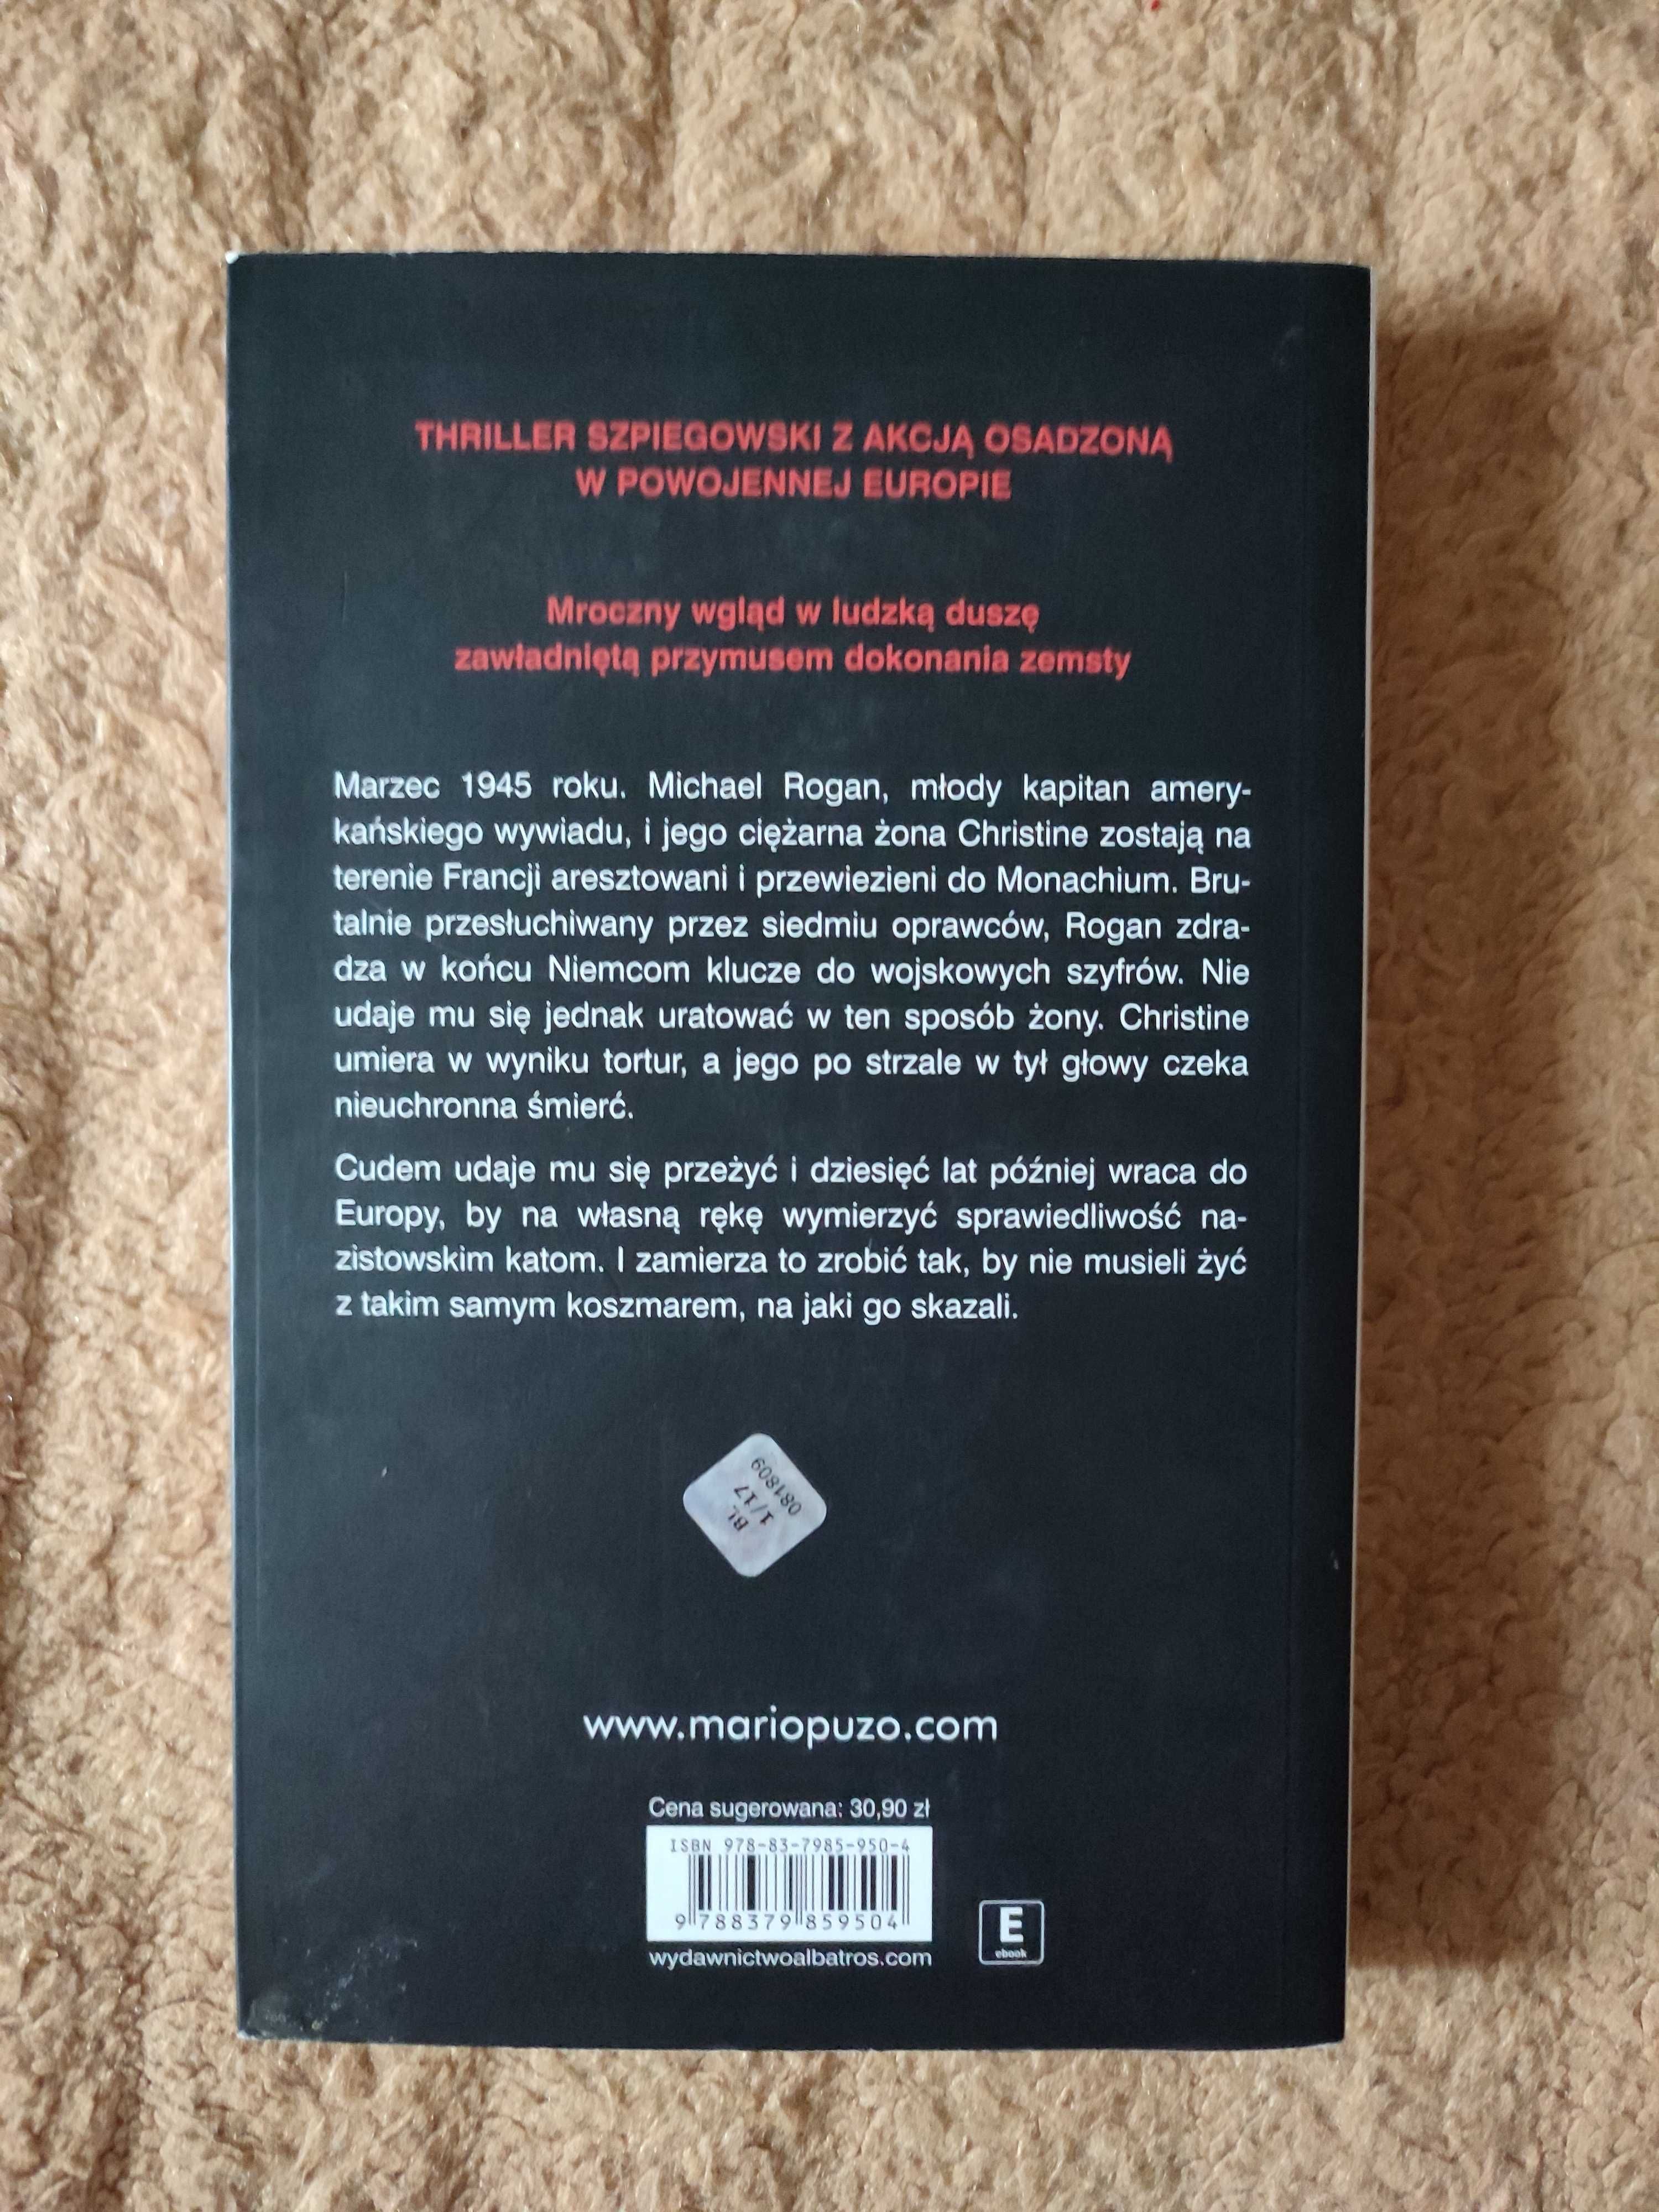 THRILLER SZPIEGOWSKI Z AKCJĄ OSADZONĄ
W POWOJENNEJ EUROPIE
Mroczny wgląd w ludzką duszę
zawładniętą przymusem dokonania zemsty
Marzec 1945 roku. Michael Rogan, młody kapitan amery-
kańskiego wywiadu, i jego ciężarna żona Christine zostają na
terenie Francji aresztowani i przewiezieni do Monachium. Bru-
talnie przesłuchiwany przez siedmiu oprawców, Rogan zdra-
dza w końcu Niemcom klucze do wojskowych szyfrów. Nie
udaje mu się jednak uratować w ten sposób żony. Christine
umiera w wyniku tortur, a jego po strzale w tył głowy czeka
nieuchronna śmierć.
Cudem udaje mu się przeżyć i dziesięć lat później wraca do
Europy, by na własną rękę wymierzyć sprawiedliwość na-
zistowskim katom. I zamierza to zrobić tak, by nie musieli żyć
z takim samym koszmarem, na jaki go skazali.
BL
1/17
081809
www.mariopuzo.com
Cena sugerowana: 30,90 zł
ISBN 978-83-7985-950-4
9 788379 859504
wydawnictwoalbatros.com
E
ebook